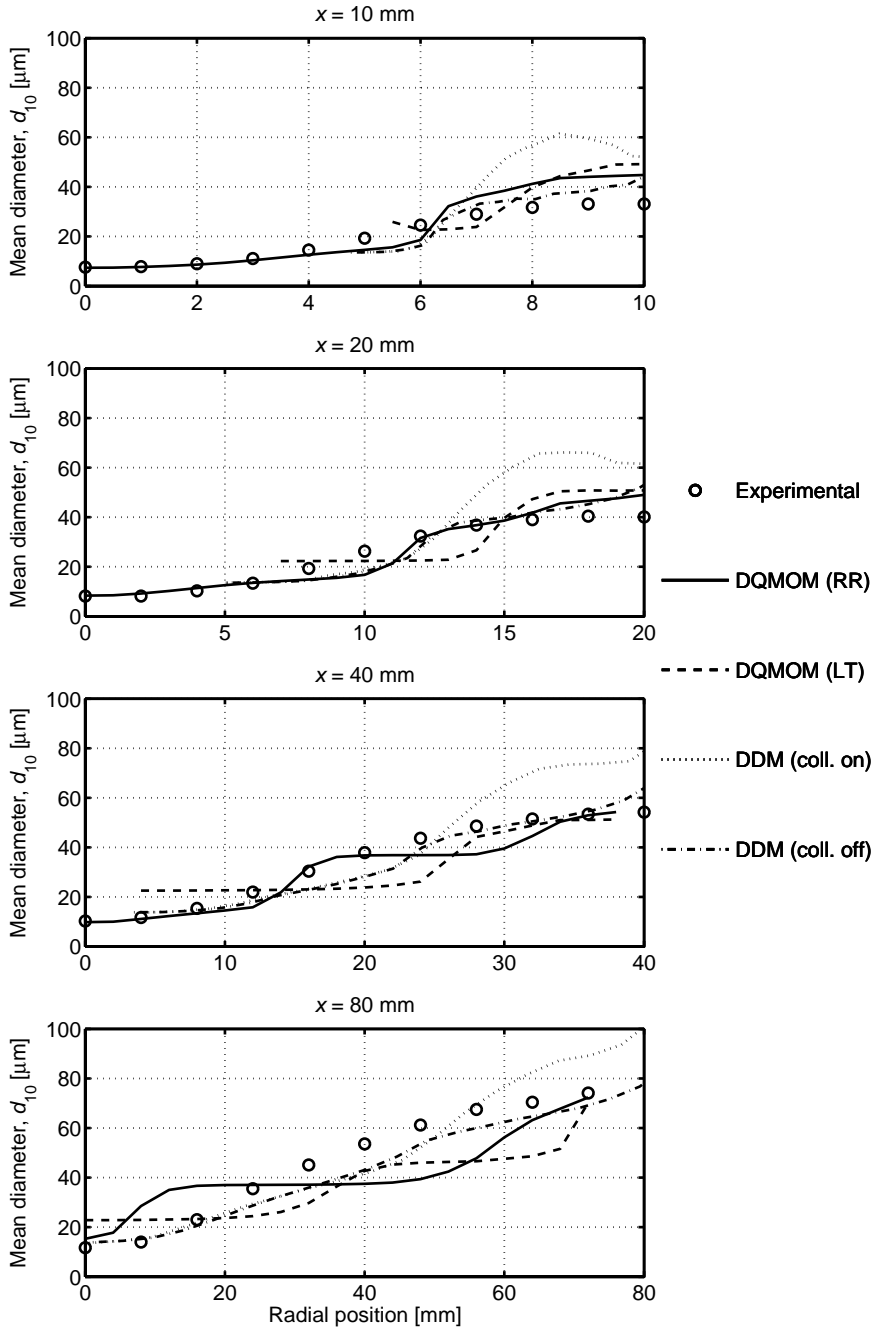 x = 10 mm
Mean diameter, d10 [μm]
100
80
60
40
20
0
0 2 4 6 8 10
x = 20 mm
Mean diameter, d10 [μm]
100
80
60
40
20
0
0 5 10 15 20
x = 40 mm
Mean diameter, d10 [μm]
100
80
60
40
20
0
0 10 20 30 40
x = 80 mm
Mean diameter, d10 [μm]
100
80
60
40
20
0
0 20 40 60 80
Radial position [mm]
Experimental
DQMOM (RR)
DQMOM (LT)
DDM (coll. on)
DDM (coll. off)